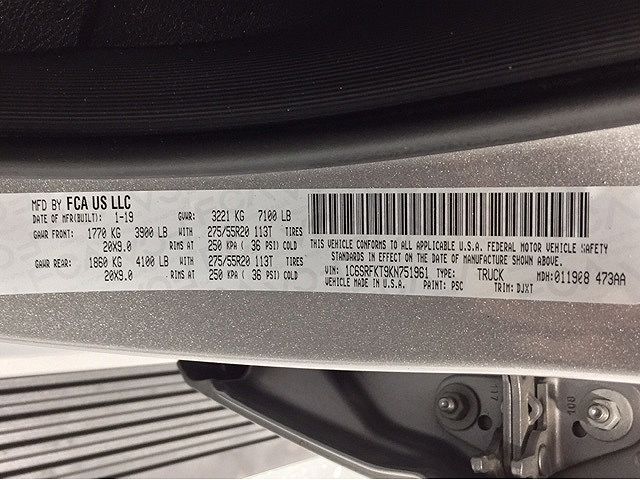 MFD BY FCA US LLC
DATE OF MFR(BUILT): 1-19 GVWR: 3221 KG 7100 LB
GAWR FRONT: 1770 KG 3900 LB WITH 275/55R20 113T TIRES
20X9.0 RIMS AT 250 KPA ( 36 PSI) COLD
GAWR REAR: 1860 KG 4100 LB WITH 275/55R20 113T TIRES
20X9.0 RIMS AT 250 KPA ( 36 PSI) COLD
THIS VEHICLE CONFORMS TO ALL APPLICABLE U.S.A. FEDERAL MOTOR VEHICLE SAFETY
STANDARDS IN EFFECT ON THE DATE OF MANUFACTURE SHOWN ABOVE.
VIN: 1C6SRFKT9KN751961 TYPE: TRUCK MDH:011908 473AA
VEHICLE MADE IN U.S.A. PAINT: PSC TRIM: DJXT
117
108